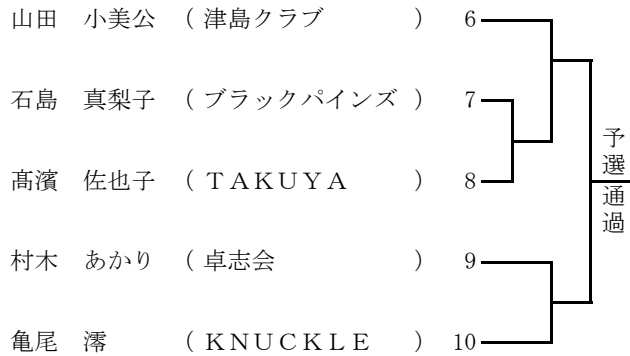 山田 小美公 ( 津島クラブ ) 6
石島 真梨子 ( ブラックパインズ ) 7
髙濱 佐也子 ( TAKUYA ) 8
村木 あかり ( 卓志会 ) 9
亀尾 澪 ( KNUCKLE ) 10
予選通過